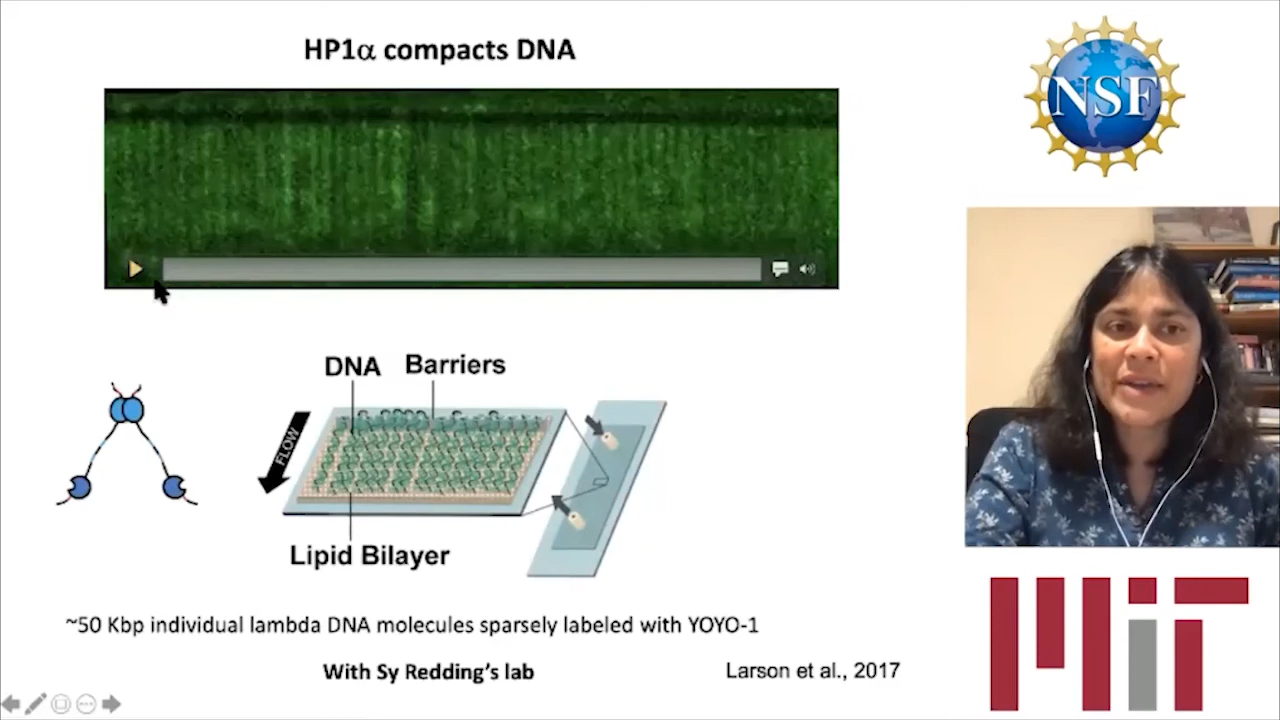 HP1α compacts DNA
NSF
DNA
Barriers
FLOW
Lipid Bilayer
~50 Kbp individual lambda DNA molecules sparsely labeled with YOYO-1
With Sy Redding's lab
Larson et al., 2017
MIT